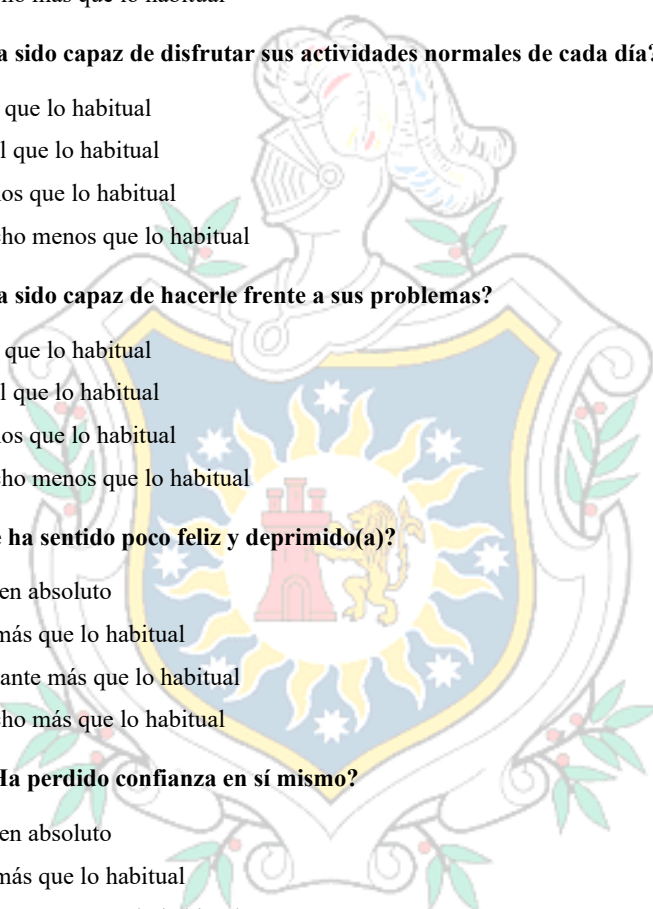 más que lo habitual
a sido capaz de disfrutar sus actividades normales de cada día?
que lo habitual
l que lo habitual
os que lo habitual
ho menos que lo habitual
a sido capaz de hacerle frente a sus problemas?
que lo habitual
l que lo habitual
os que lo habitual
ho menos que lo habitual
ha sentido poco feliz y deprimido(a)?
en absoluto
más que lo habitual
ante más que lo habitual
ho más que lo habitual
Ha perdido confianza en sí mismo?
en absoluto
más que lo habitual